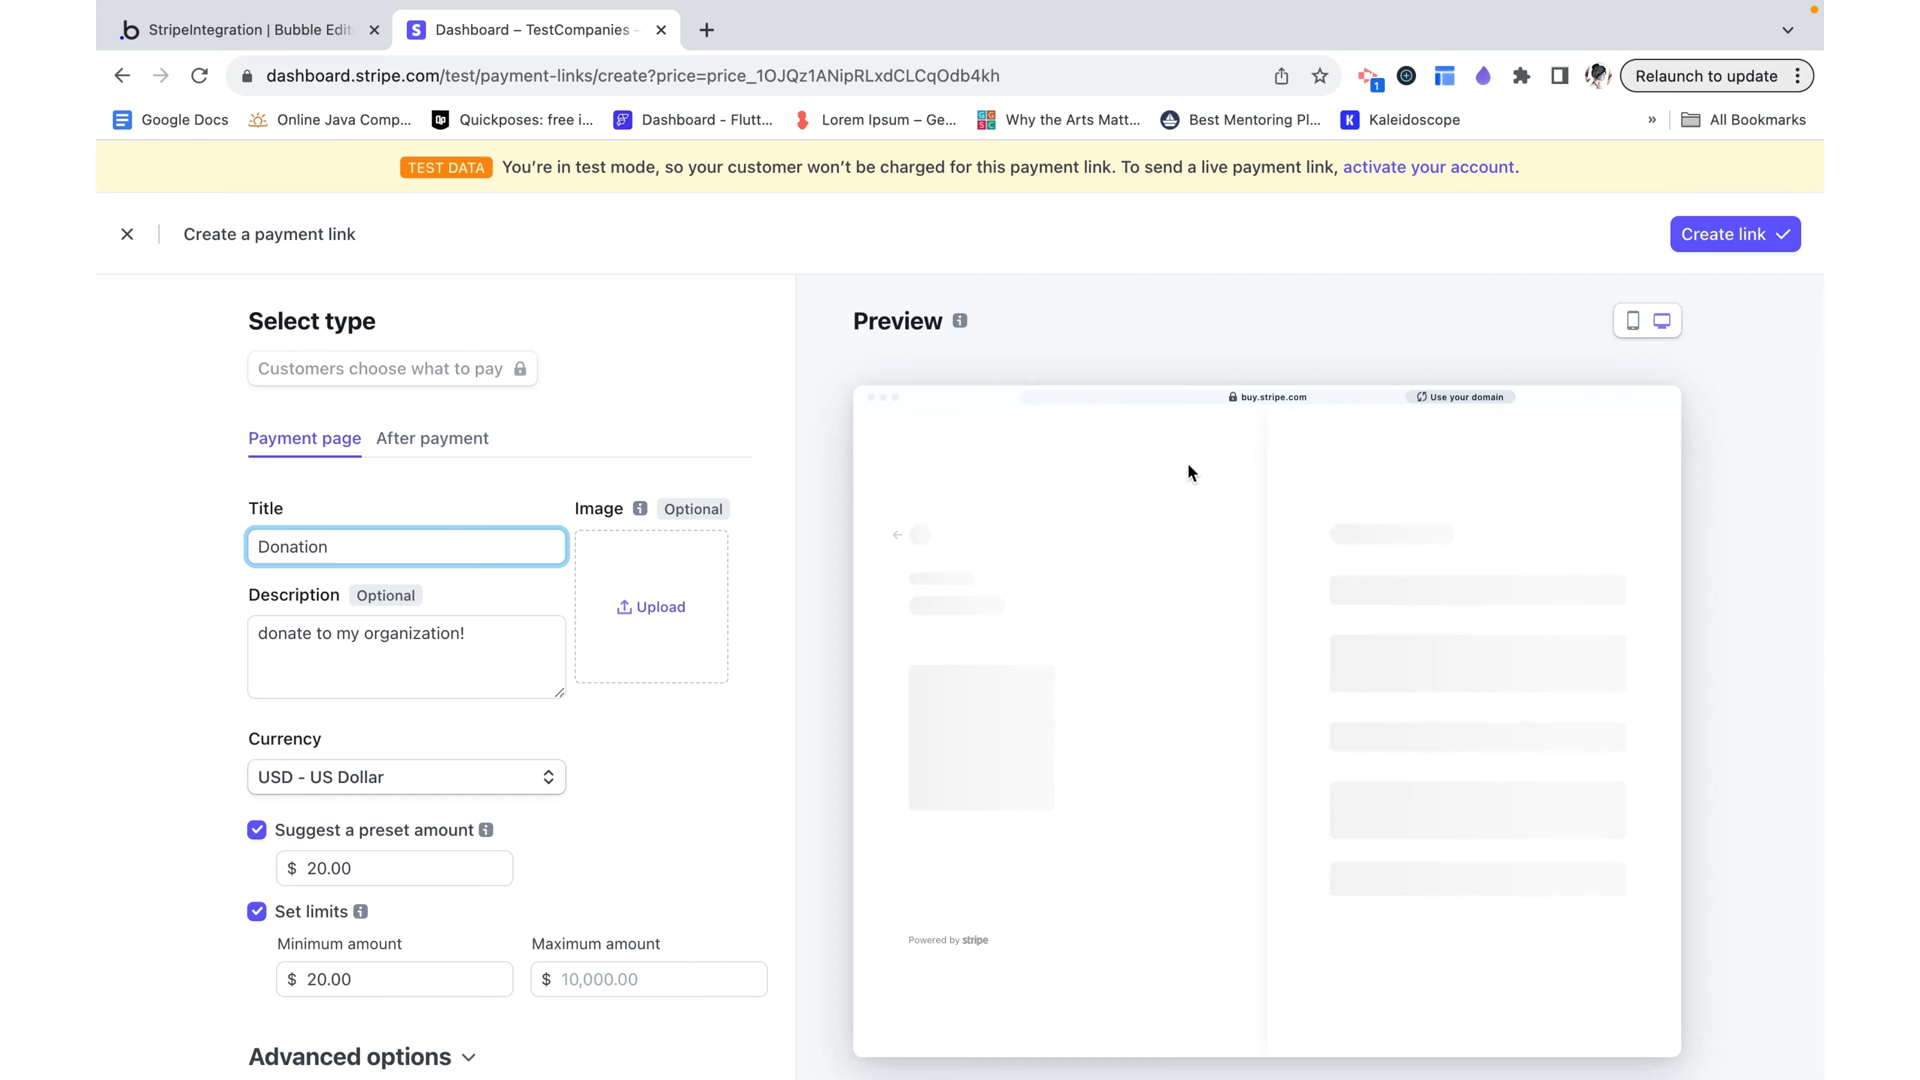 StripeIntegration | Bubble Edit
Dashboard – TestCompanies -
dashboard.stripe.com/test/payment-links/create?price=price_1OJQz1ANipRLxdCLCqOdb4kh
1
Relaunch to update
Google Docs
Online Java Comp...
Quickposes: free i...
Dashboard - Flutt...
Lorem Ipsum – Ge...
Why the Arts Matt...
Best Mentoring Pl...
Kaleidoscope
»
All Bookmarks
TEST DATA You're in test mode, so your customer won't be charged for this payment link. To send a live payment link, activate your account.
Create a payment link
Create link
Select type
Customers choose what to pay
Payment page
After payment
Title
Donation
Image
Optional
Upload
Description
Optional
donate to my organization!
Currency
USD - US Dollar
Suggest a preset amount
$ 20.00
Set limits
Minimum amount
Maximum amount
$ 20.00
$ 10,000.00
Advanced options
Preview
buy.stripe.com
Use your domain
Powered by stripe